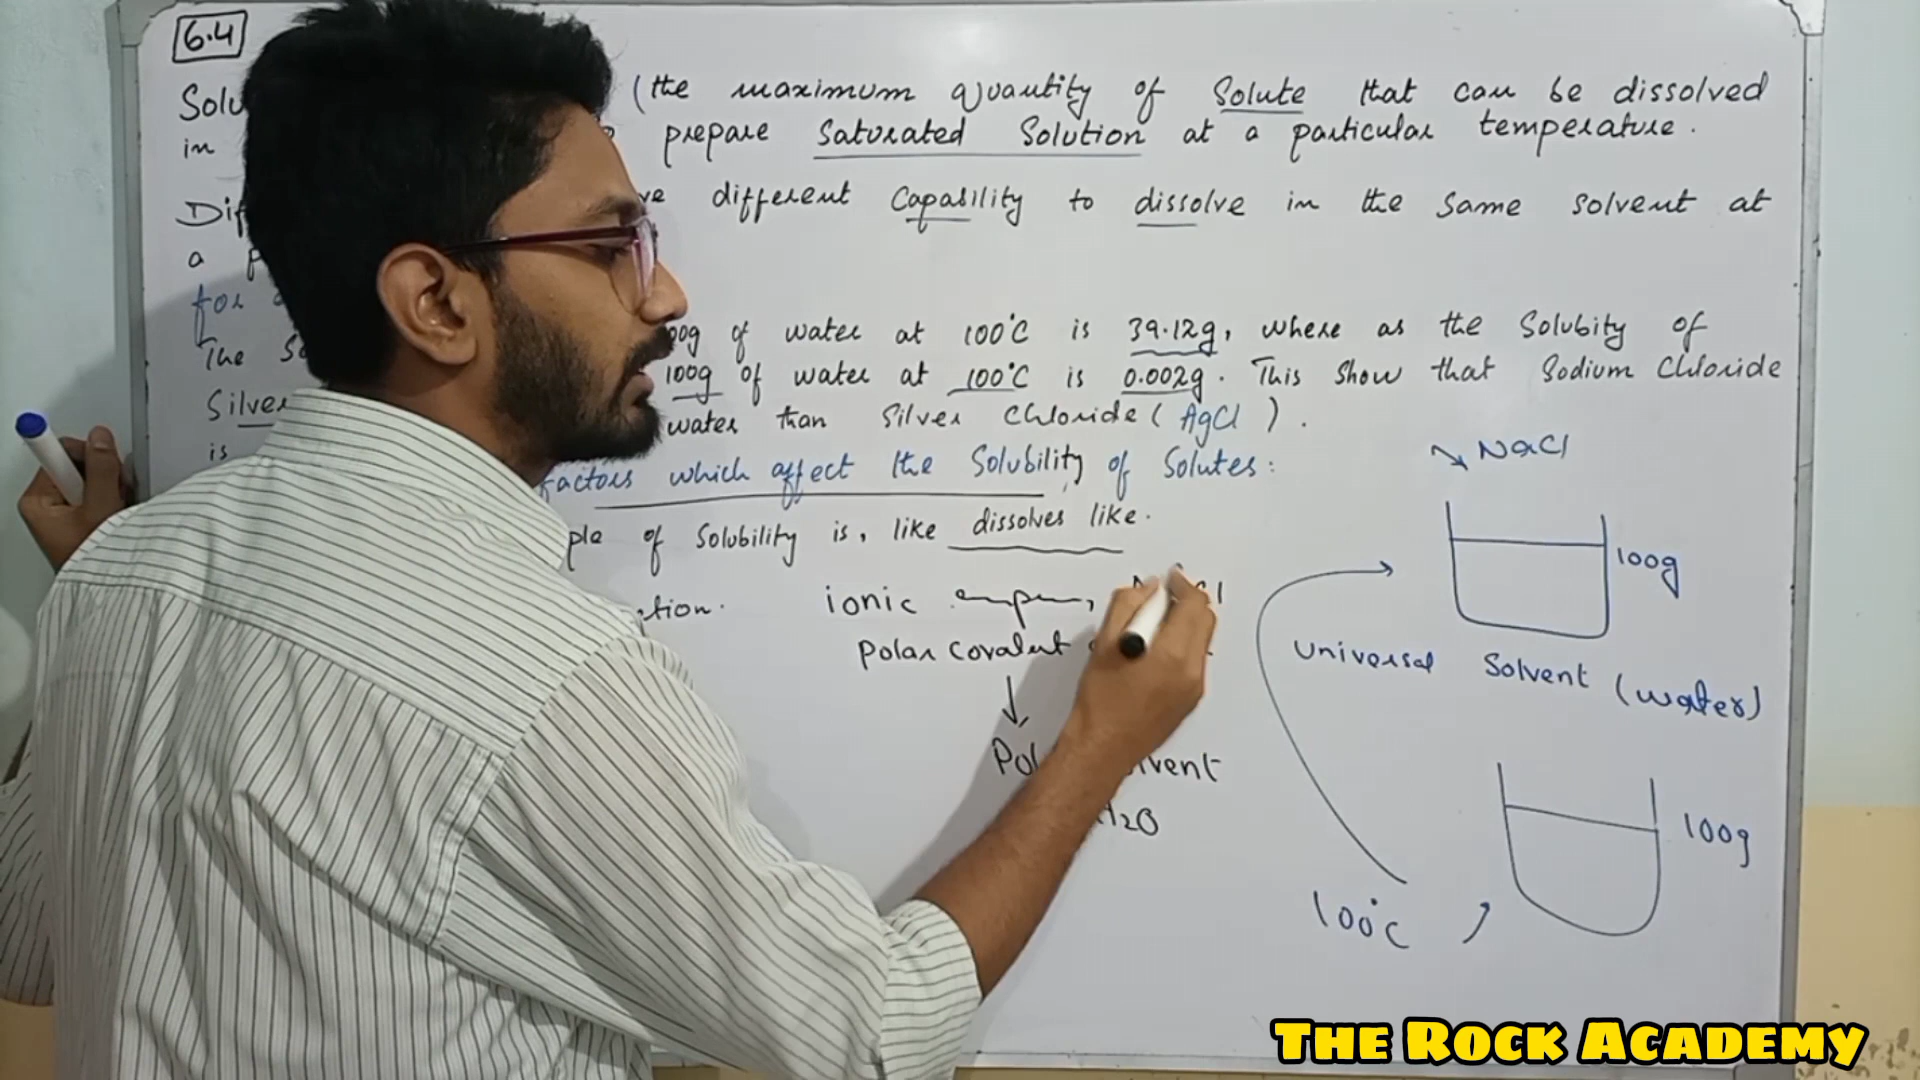 6.4
Solu (the maximum quantity of Solute that can be dissolved
in prepare Saturated Solution at a particular temperature.
Dif ve different Capability to dissolve in the same solvent at
a p
for
The S 00g of water at 100°C is 39.12g, where as the Solubity of
Silver 100g of water at 100°C is 0.002g. This Show that Sodium Chloride
is water than Silver Chloride (AgCl).
factors which affect the Solubility of Solutes:
ple of Solubility is, like dissolves like.
ction.
ionic
Polar covalent
Pol lvent
H₂O
NaCl
100g
Universal Solvent (water)
100g
100°C
THE ROCK ACADEMY